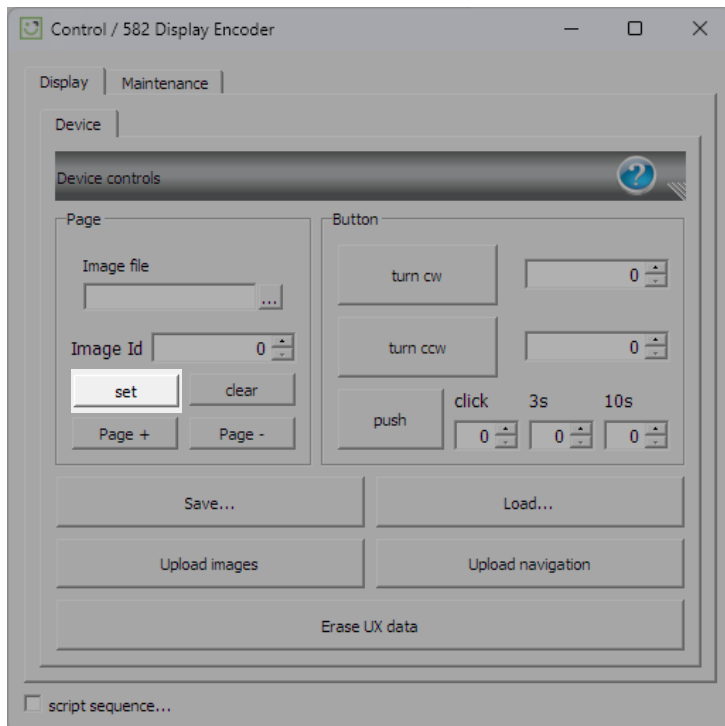 Control / 582 Display Encoder
Display
Maintenance
Device
Device controls
?
Page
Image file
...
Image Id
0
set
clear
Page +
Page -
Button
turn cw
0
turn ccw
0
push
click
3s
10s
0
0
0
Save...
Load...
Upload images
Upload navigation
Erase UX data
script sequence...